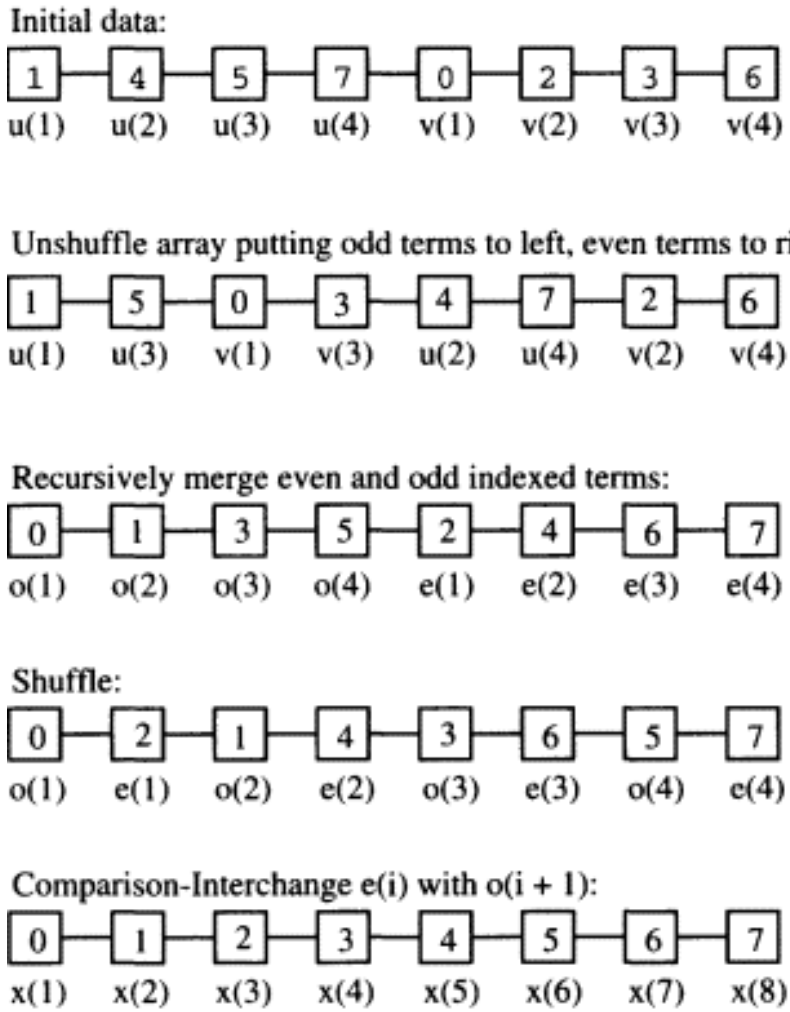 Initial data:
1 4 5 7 0 2 3 6
u(1) u(2) u(3) u(4) v(1) v(2) v(3) v(4)
Unshuffle array putting odd terms to left, even terms to ri
1 5 0 3 4 7 2 6
u(1) u(3) v(1) v(3) u(2) u(4) v(2) v(4)
Recursively merge even and odd indexed terms:
0 1 3 5 2 4 6 7
o(1) o(2) o(3) o(4) e(1) e(2) e(3) e(4)
Shuffle:
0 2 1 4 3 6 5 7
o(1) e(1) o(2) e(2) o(3) e(3) o(4) e(4)
Comparison-Interchange e(i) with o(i + 1):
0 1 2 3 4 5 6 7
x(1) x(2) x(3) x(4) x(5) x(6) x(7) x(8)